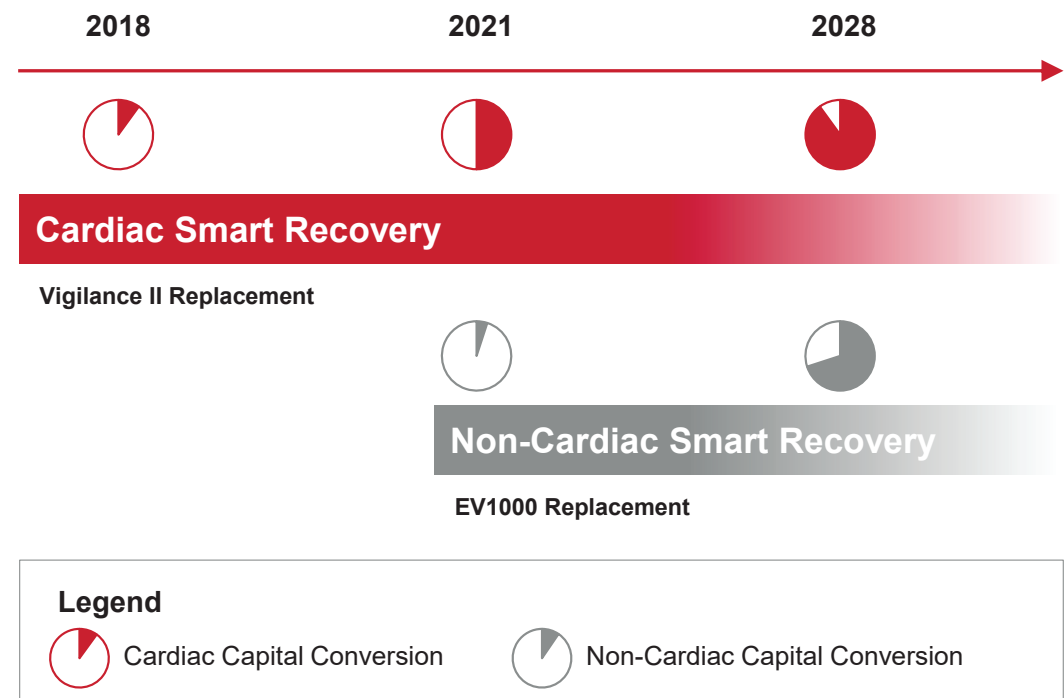 2018 2021 2028
Cardiac Smart Recovery
Vigilance II Replacement
Non-Cardiac Smart Recovery
EV1000 Replacement
Legend
Cardiac Capital Conversion Non-Cardiac Capital Conversion